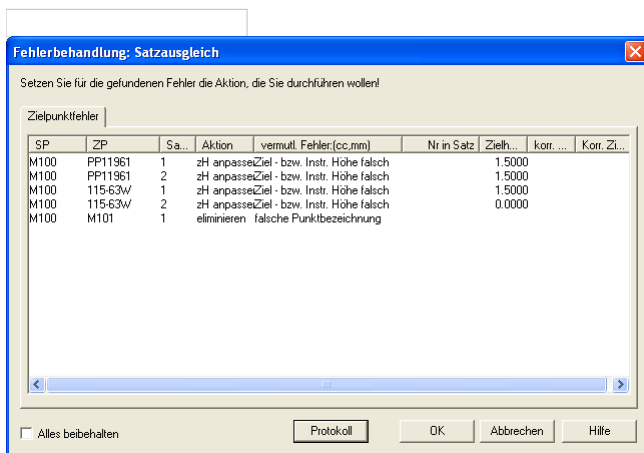 Fehlerbehandlung: Satzausgleich
Setzen Sie für die gefundenen Fehler die Aktion, die Sie durchführen wollen!
Zielpunktfehler
SP ZP Sa... Aktion vermutl. Fehler:(cc,mm) Nr in Satz Zielh... korr. ... Korr. Zi...
M100 PP11961 1 zH anpasse Ziel - bzw. Instr. Höhe falsch 1.5000
M100 PP11961 2 zH anpasse Ziel - bzw. Instr. Höhe falsch 1.5000
M100 115-63W 1 zH anpasse Ziel - bzw. Instr. Höhe falsch 1.5000
M100 115-63W 2 zH anpasse Ziel - bzw. Instr. Höhe falsch 0.0000
M100 M101 1 eliminieren falsche Punktbezeichnung
Alles beibehalten Protokoll OK Abbrechen Hilfe